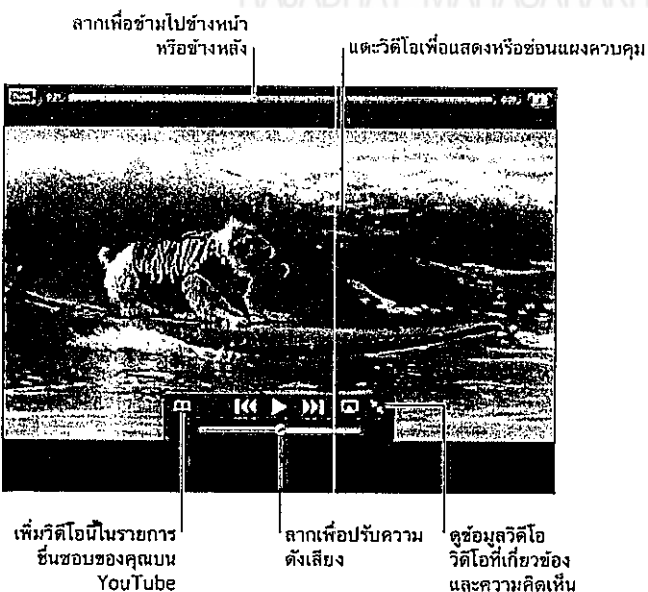 RAJABHAT MAHASARAKH
ลากเพื่อข้ามไปข้างหน้า
หรือข้างหลัง
แตะวิดีโอเพื่อแสดงหรือซ่อนแผงควบคุม
เพิ่มวิดีโอนี้ในรายการ
ชื่นชอบของคุณบน
YouTube
ลากเพื่อปรับความ
ดังเสียง
ดูข้อมูลวิดีโอ
วิดีโอที่เกี่ยวข้อง
และความคิดเห็น